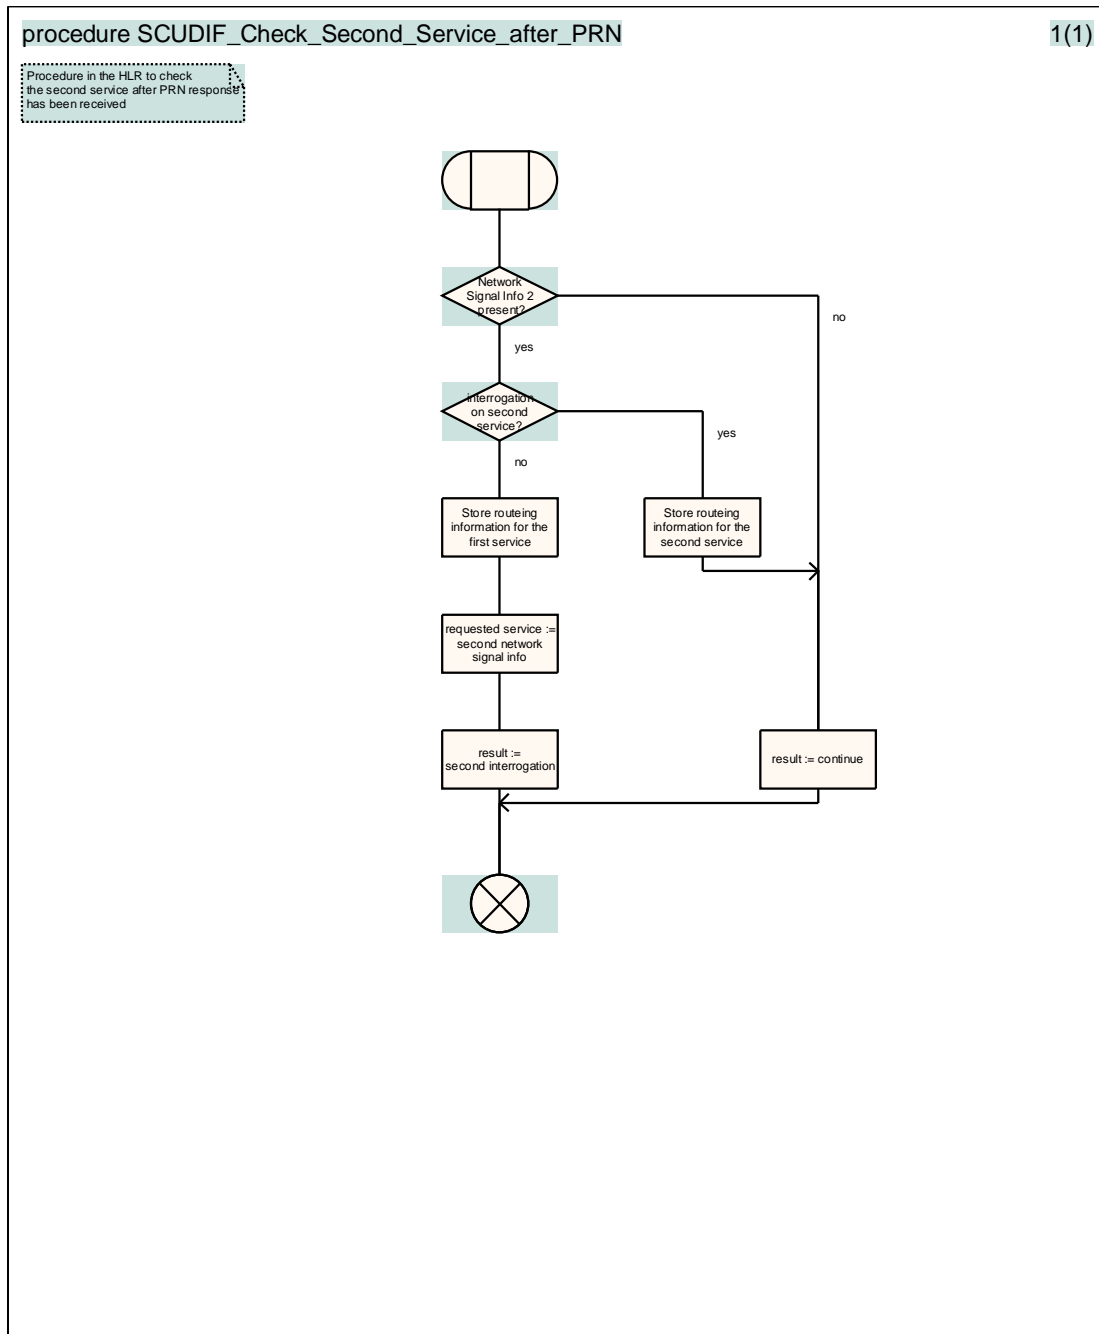 procedure SCUDIF_Check_Second_Service_after_PRN
1(1)
Procedure in the HLR to check
the second service after PRN response
has been received
Network
Signal Info 2
present?
no
yes
interrogation
on second
service?
yes
no
Store routeing
information for the
first service
Store routeing
information for the
second service
requested service :=
second network
signal info
result :=
second interrogation
result := continue